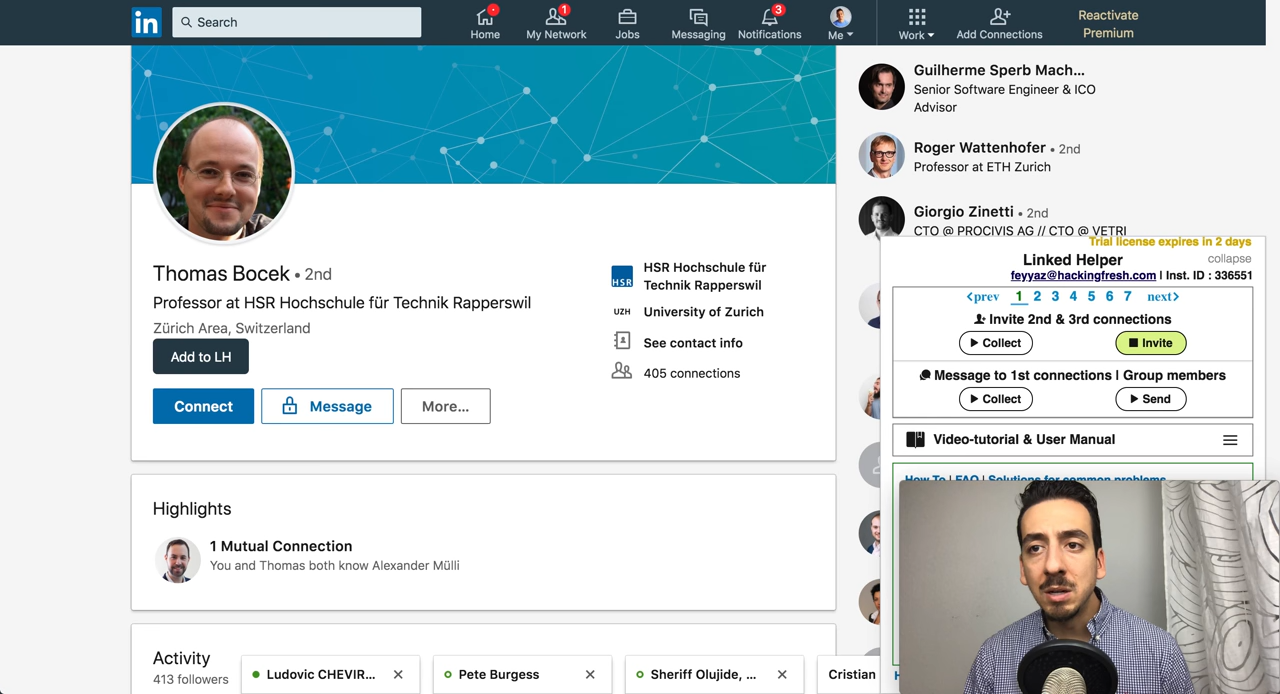 in
Search
Home
1
My Network
Jobs
Messaging
3
Notifications
Me
Work
Add Connections
Reactivate
Premium
Thomas Bocek • 2nd
Professor at HSR Hochschule für Technik Rapperswil
Zürich Area, Switzerland
Add to LH
Connect
Message
More...
HSR
HSR Hochschule für
Technik Rapperswil
UZH
University of Zurich
See contact info
405 connections
Highlights
1 Mutual Connection
You and Thomas both know Alexander Mülli
Activity
413 followers
Guilherme Sperb Mach...
Senior Software Engineer & ICO
Advisor
Roger Wattenhofer • 2nd
Professor at ETH Zurich
Giorgio Zinetti • 2nd
CTO @ PROCIVIS AG // CTO @ VETRI
Trial license expires in 2 days
Linked Helper
collapse
feyyaz@hackingfresh.com | Inst. ID : 336551
<prev 1 2 3 4 5 6 7 next>
Invite 2nd & 3rd connections
Collect
Invite
Message to 1st connections | Group members
Collect
Send
Video-tutorial & User Manual
How To | FAQ | Solutions for common problems
Ludovic CHEVIR...
Pete Burgess
Sheriff Olujide, ...
Cristian